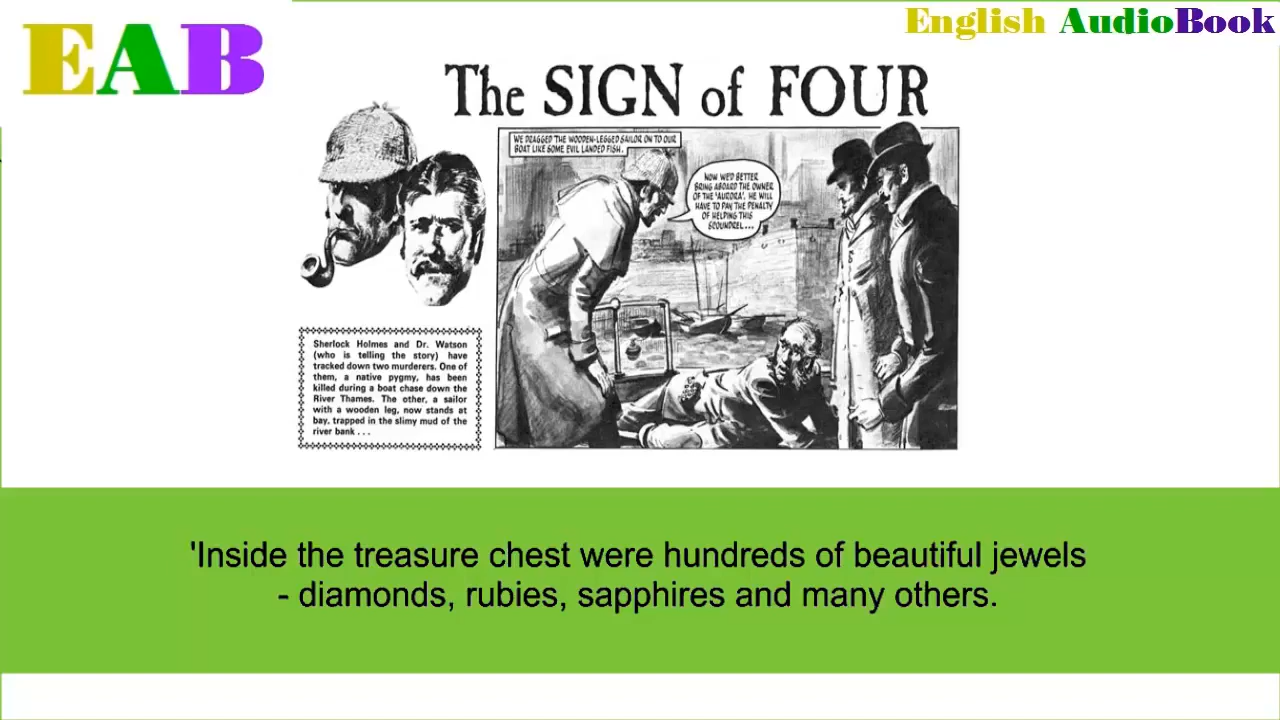 EAB
English AudioBook
The SIGN of FOUR
WE DRAGGED THE WOODEN-LEGGED SAILOR ON TO OUR
BOAT LIKE SOME EVIL LANDED FISH.
NOW WE'D BETTER
BRING ABOARD THE OWNER
OF THE 'AURORA'. HE WILL
HAVE TO PAY THE PENALTY
OF HELPING THIS
SCOUNDREL...
Sherlock Holmes and Dr. Watson
(who is telling the story) have
tracked down two murderers. One of
them, a native pygmy, has been
killed during a boat chase down the
River Thames. The other, a sailor
with a wooden leg, now stands at
bay, trapped in the slimy mud of the
river bank . . .
'Inside the treasure chest were hundreds of beautiful jewels
- diamonds, rubies, sapphires and many others.